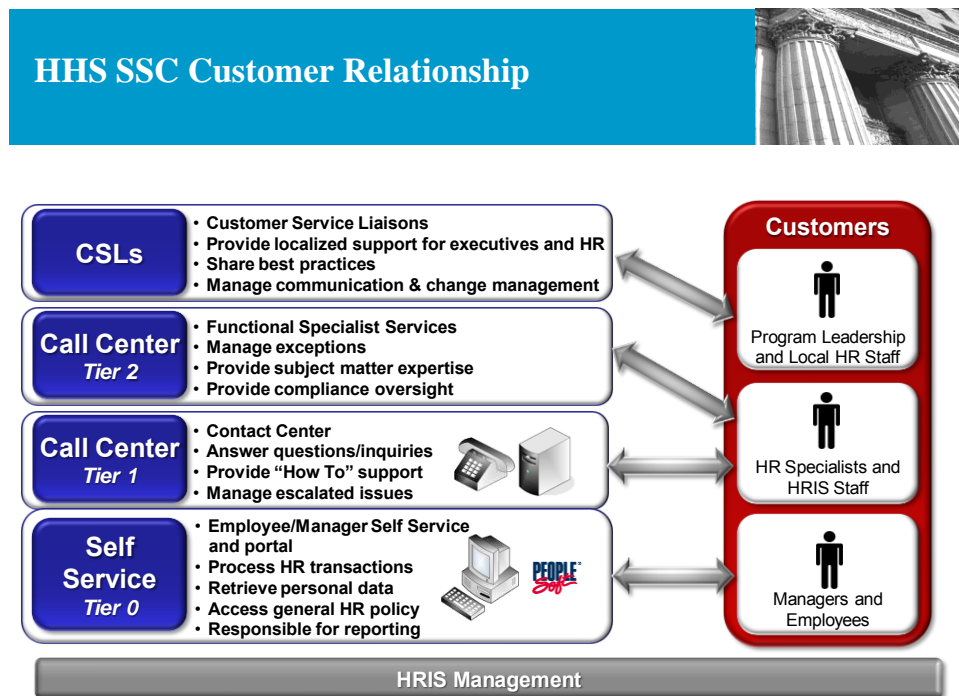 HHS SSC Customer Relationship
CSLs
• Customer Service Liaisons
• Provide localized support for executives and HR
• Share best practices
• Manage communication & change management
Call Center
Tier 2
• Functional Specialist Services
• Manage exceptions
• Provide subject matter expertise
• Provide compliance oversight
Call Center
Tier 1
• Contact Center
• Answer questions/inquiries
• Provide “How To” support
• Manage escalated issues
Self
Service
Tier 0
• Employee/Manager Self Service
and portal
• Process HR transactions
• Retrieve personal data
• Access general HR policy
• Responsible for reporting
PEOPLE
Soft
Customers
Program Leadership
and Local HR Staff
HR Specialists and
HRIS Staff
Managers and
Employees
HRIS Management